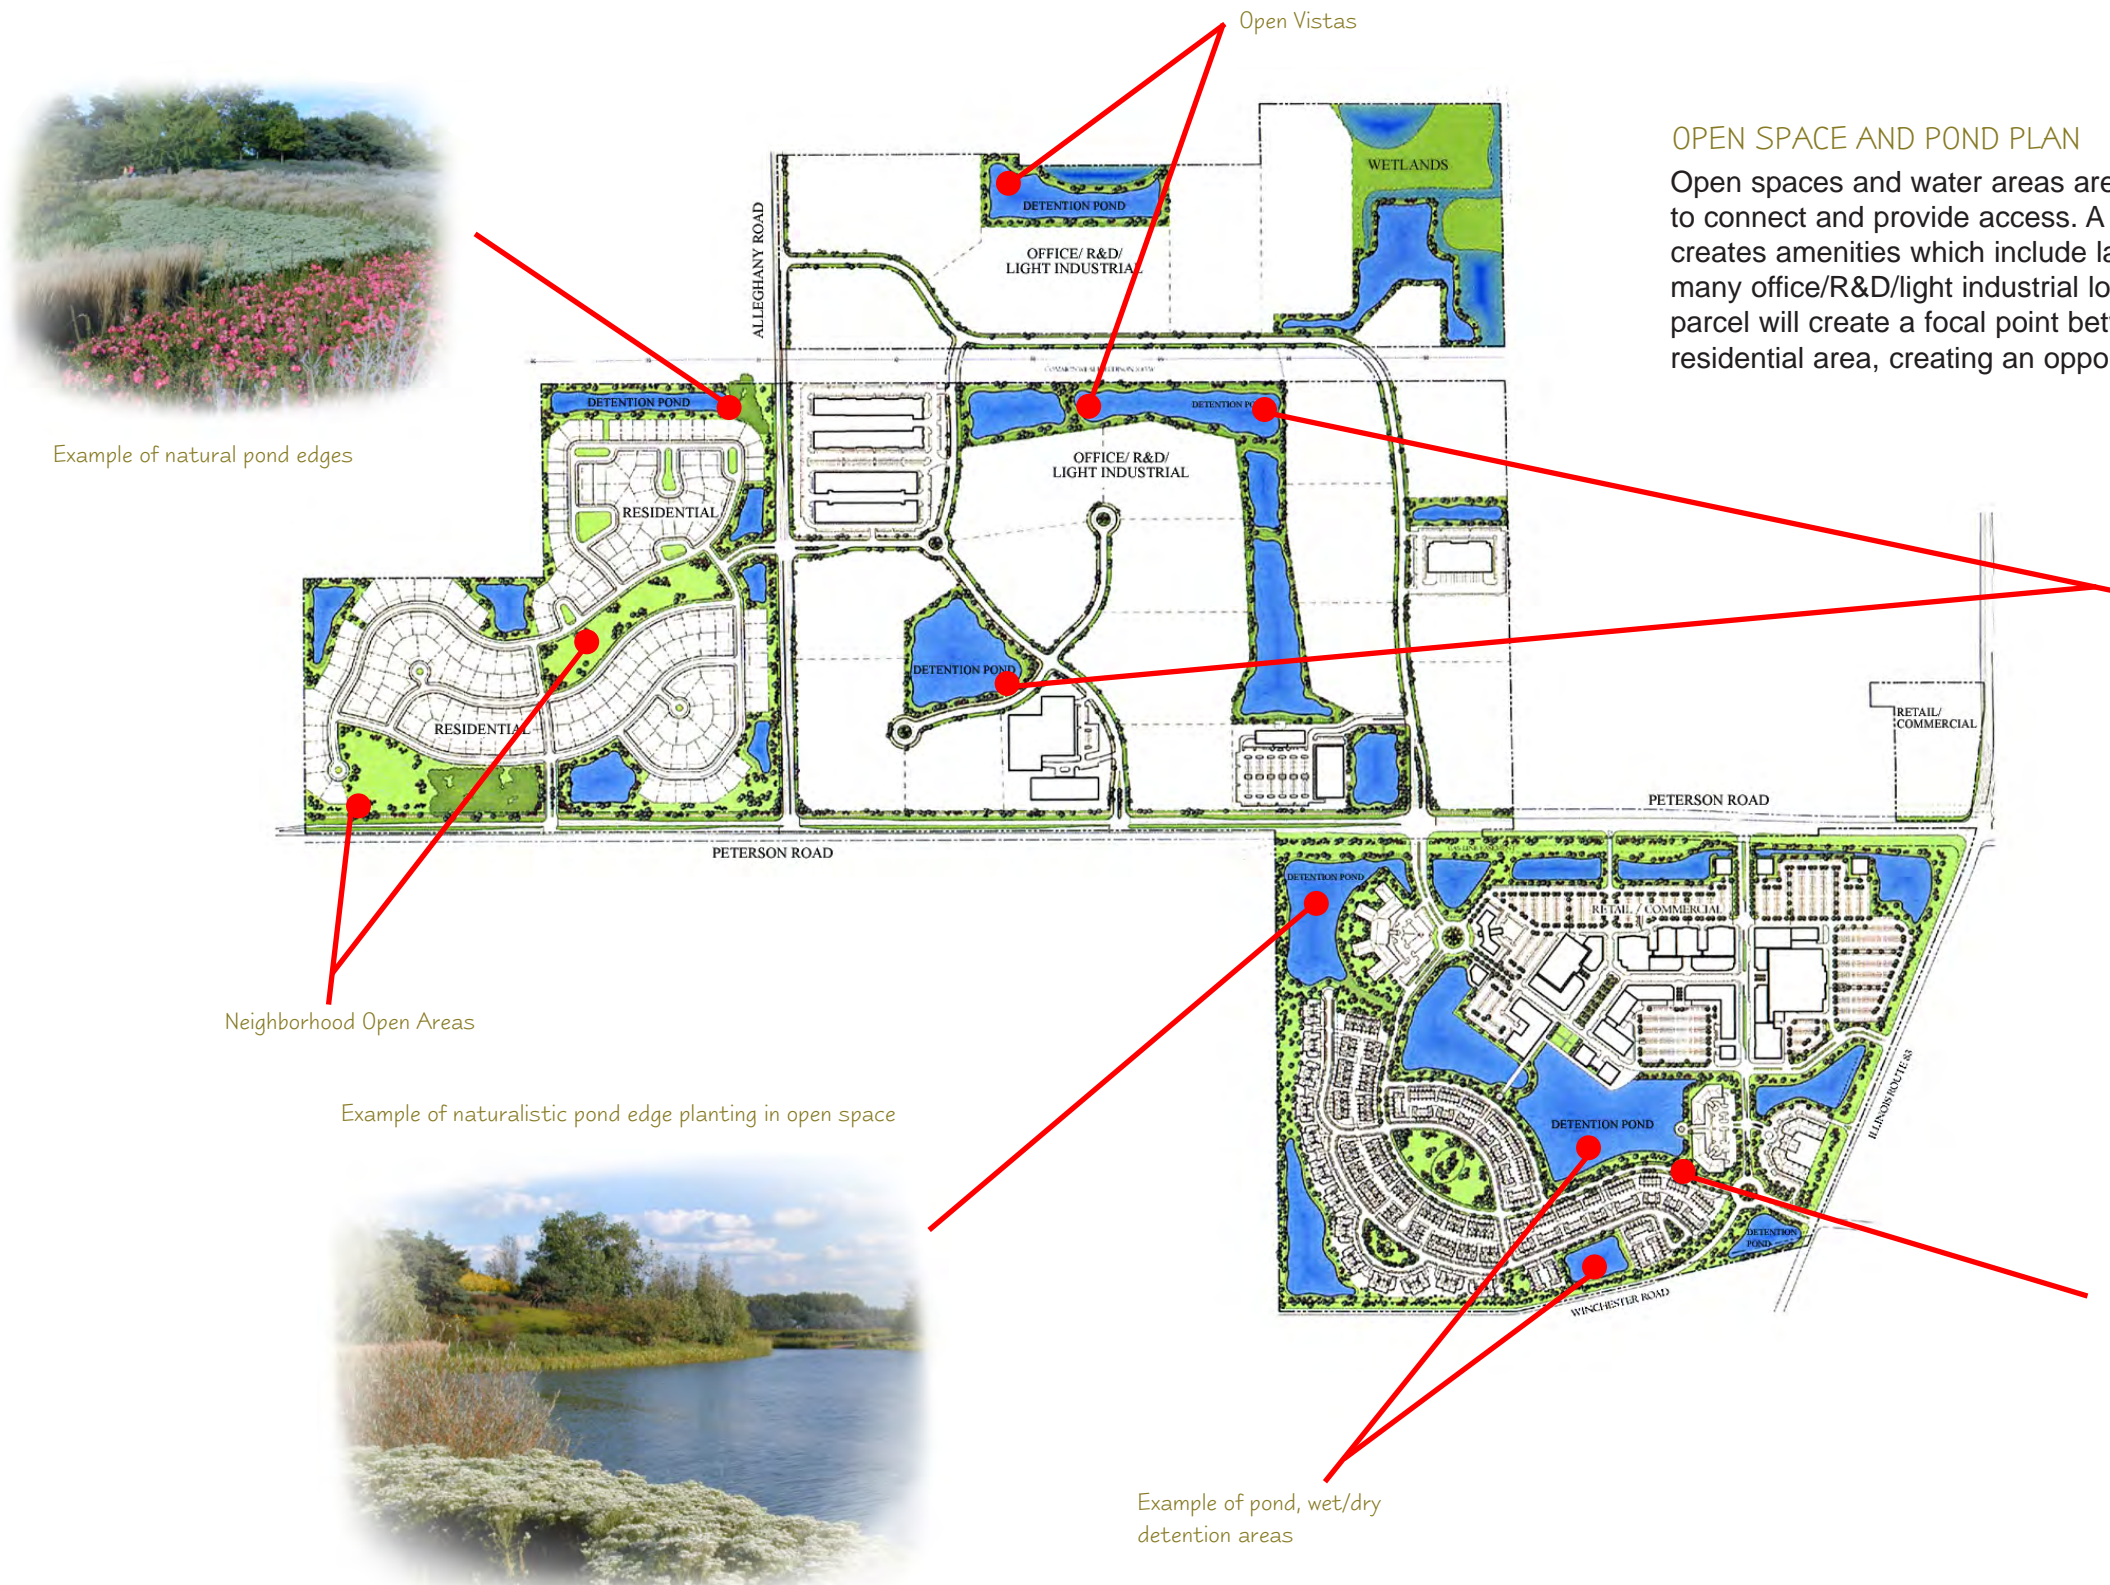 Open Vistas
OPEN SPACE AND POND PLAN
Open spaces and water areas are
to connect and provide access. A
creates amenities which include
many office/R&D/light industrial
parcel will create a focal point
residential area, creating an
WETLANDS
DETENTION POND
ALLEGHANY ROAD
OFFICE/ R&D/
LIGHT INDUSTRIAL
DETENTION POND
DETENTION
Example of natural pond edges
OFFICE/ R&D/
LIGHT INDUSTRIAL
RESIDENTIAL
DETENTION POND
RESIDENTIAL
RETAIL/
COMMERCIAL
PETERSON ROAD
PETERSON ROAD
GAS LINE EASEMENT
DETENTION POND
RETAIL / COMMERCIAL
Neighborhood Open Areas
ILLINOIS ROUTE 83
Example of naturalistic pond edge planting in open space
DETENTION POND
DETENTION
POND
WINCHESTER ROAD
Example of pond, wet/dry
detention areas